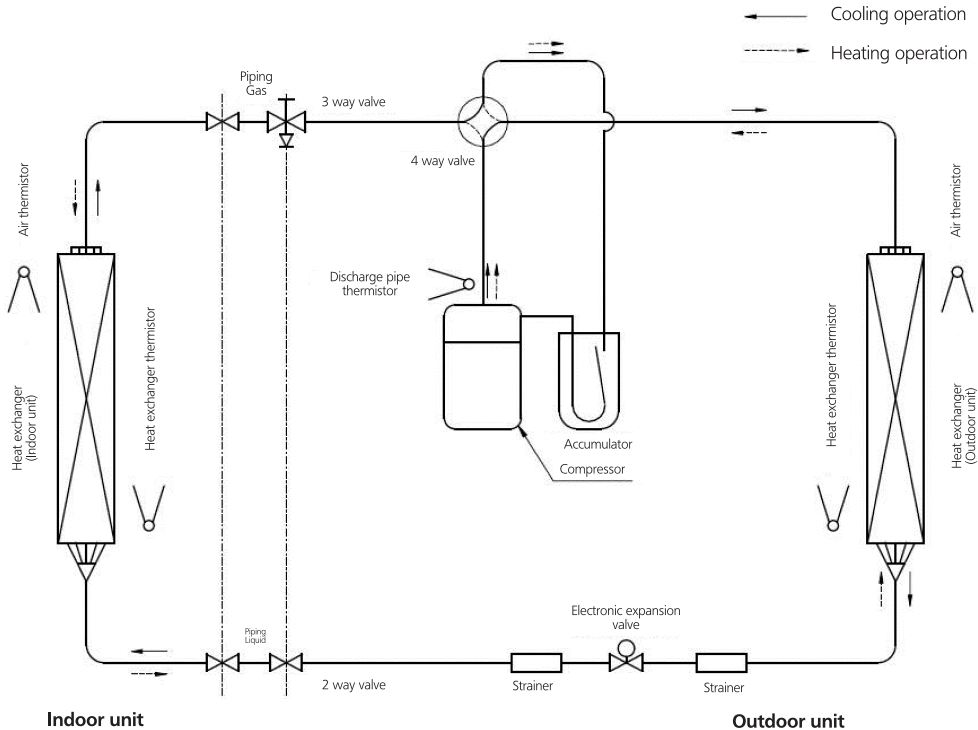 Cooling operation
Heating operation
Piping
Gas
3 way valve
4 way valve
Air thermistor
Air thermistor
Discharge pipe
thermistor
Heat exchanger thermistor
Heat exchanger thermistor
Heat exchanger
(Indoor unit)
Heat exchanger
(Outdoor unit)
Accumulator
Compressor
Electronic expansion
valve
Piping
Liquid
2 way valve
Strainer
Strainer
Indoor unit
Outdoor unit